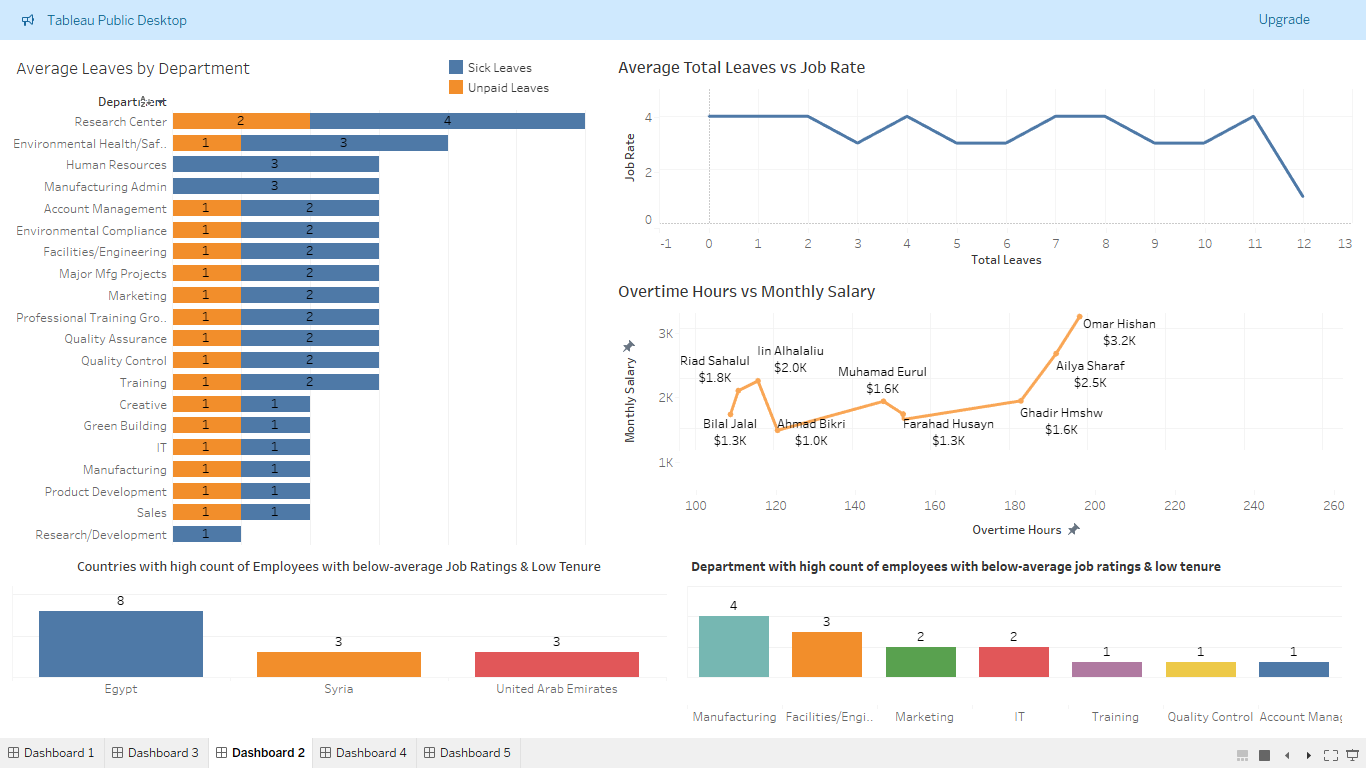 Tableau Public Desktop
Upgrade
Average Leaves by Department
Sick Leaves
Unpaid Leaves
Department
Research Center 2 4
Environmental Health/Saf.. 1 3
Human Resources 3
Manufacturing Admin 3
Account Management 1 2
Environmental Compliance 1 2
Facilities/Engineering 1 2
Major Mfg Projects 1 2
Marketing 1 2
Professional Training Gro.. 1 2
Quality Assurance 1 2
Quality Control 1 2
Training 1 2
Creative 1 1
Green Building 1 1
IT 1 1
Manufacturing 1 1
Product Development 1 1
Sales 1 1
Research/Development 1
Average Total Leaves vs Job Rate
Job Rate
4
2
0
-1 0 1 2 3 4 5 6 7 8 9 10 11 12 13
Total Leaves
Overtime Hours vs Monthly Salary
Monthly Salary
3K
2K
1K
Riad Sahalul
$1.8K
Iin Alhalaliu
$2.0K
Bilal Jalal
$1.3K
Ahmad Bikri
$1.0K
Muhamad Eurul
$1.6K
Farahad Husayn
$1.3K
Omar Hishan
$3.2K
Ailya Sharaf
$2.5K
Ghadir Hmshw
$1.6K
100 120 140 160 180 200 220 240 260
Overtime Hours
Countries with high count of Employees with below-average Job Ratings & Low Tenure
8 3 3
Egypt Syria United Arab Emirates
Department with high count of employees with below-average job ratings & low tenure
4 3 2 2 1 1 1
Manufacturing Facilities/Engi.. Marketing IT Training Quality Control Account Manag
Dashboard 1 Dashboard 3 Dashboard 2 Dashboard 4 Dashboard 5